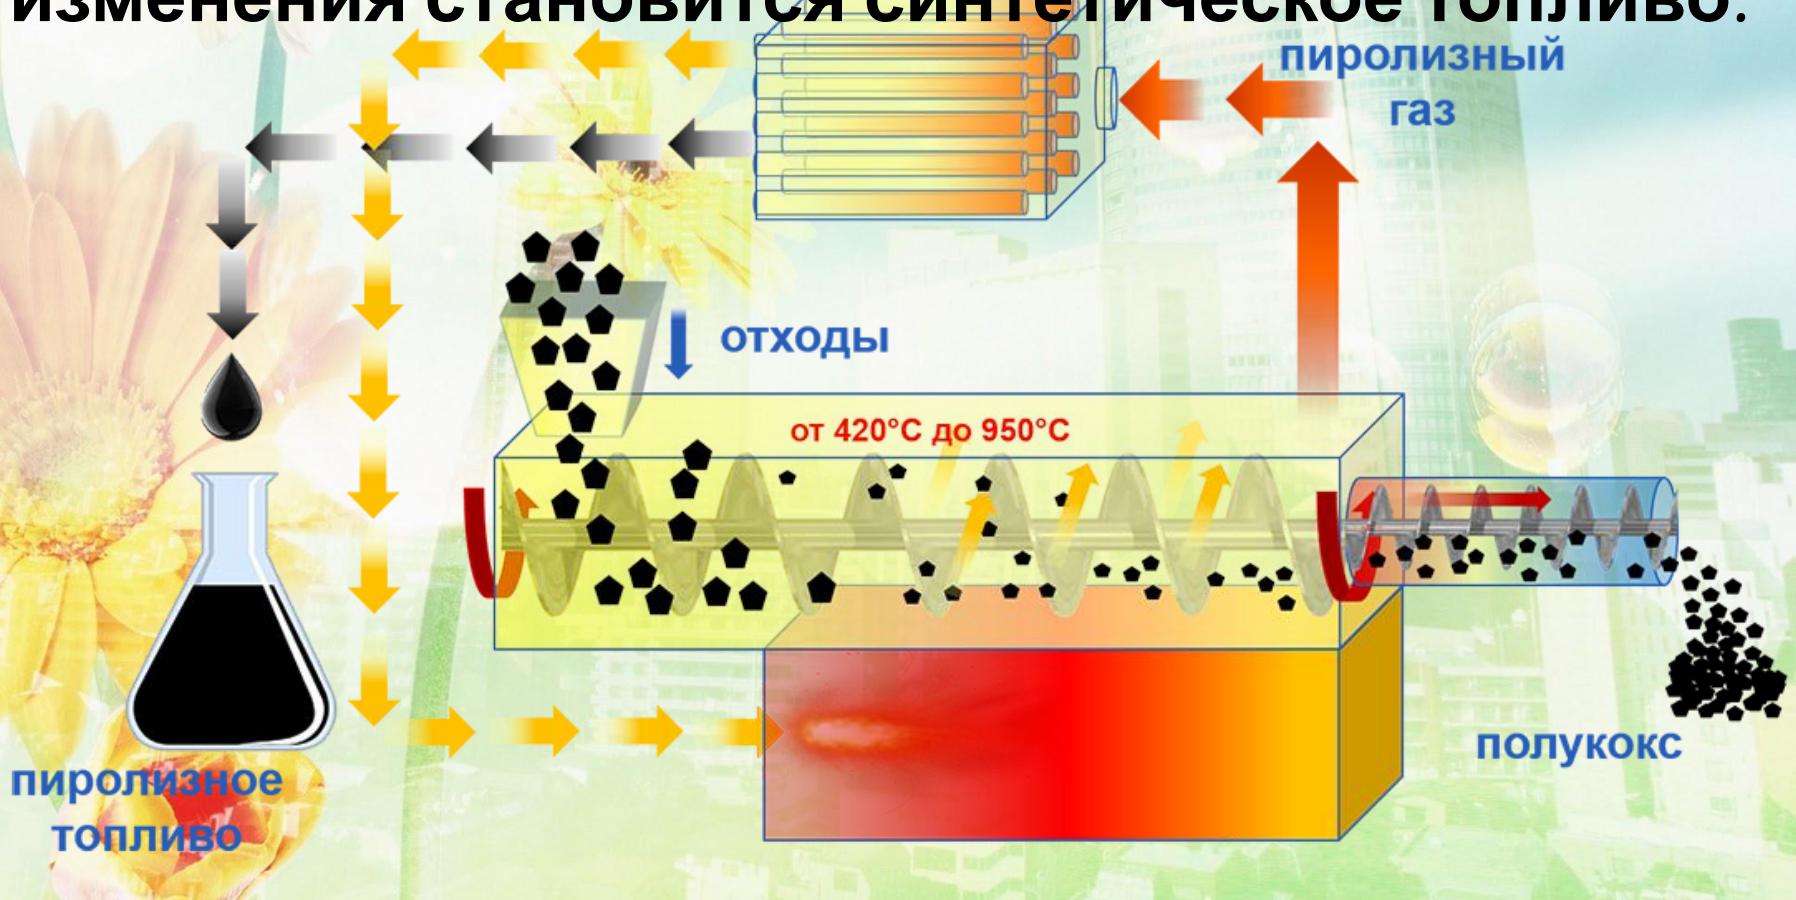 изменения становится синтетическое топливо.
пиролизный
газ
отходы
от 420°C до 950°C
полукокс
пиролизное
топливо